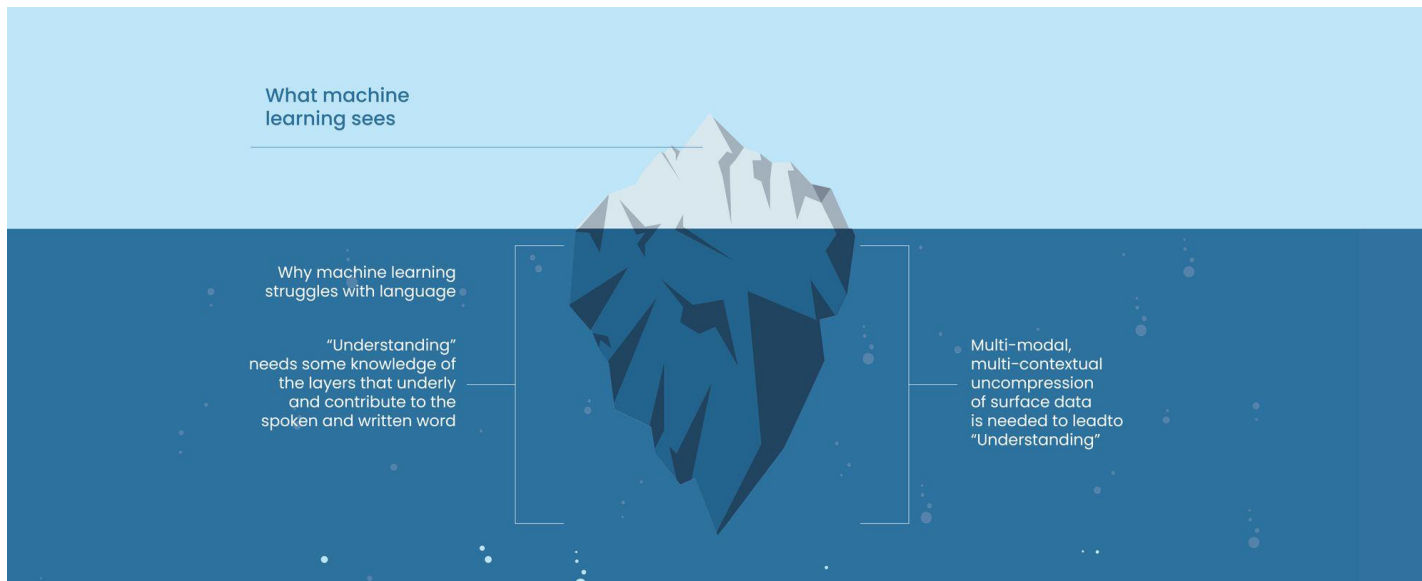 What machine
learning sees
Why machine learning
struggles with language
“Understanding”
needs some knowledge of
the layers that underly
and contribute to the
spoken and written word
Multi-modal,
multi-contextual
uncompression
of surface data
is needed to leadto
“Understanding”